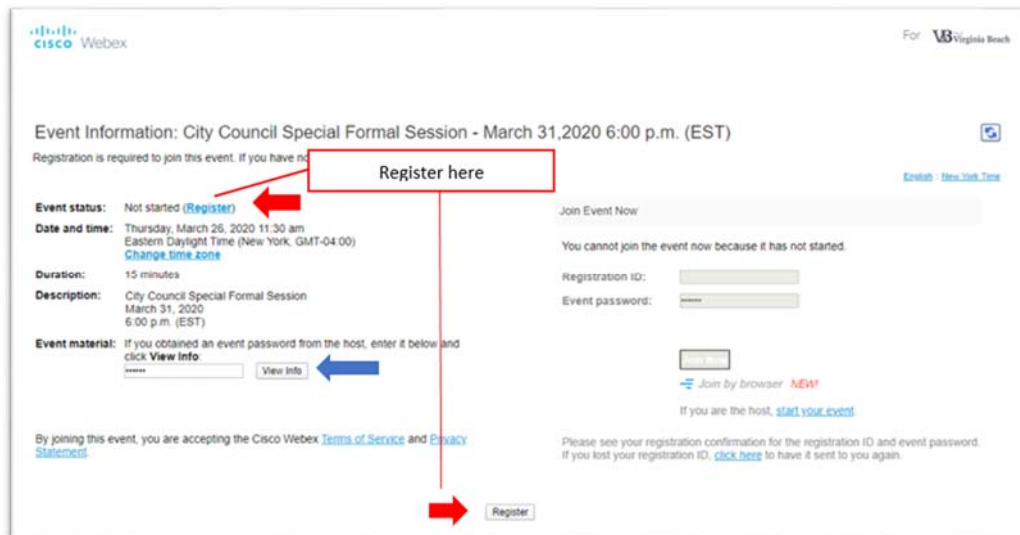 CISCO Webex
For VB Virginia Beach
Event Information: City Council Special Formal Session - March 31,2020 6:00 p.m. (EST)
Registration is required to join this event. If you have no
Register here
English : New York Time
Event status: Not started (Register)
Date and time: Thursday, March 26, 2020 11:30 am
Eastern Daylight Time (New York, GMT-04:00)
Change time zone
Duration: 15 minutes
Description: City Council Special Formal Session
March 31, 2020
6:00 p.m. (EST)
Event material: If you obtained an event password from the host, enter it below and
click View Info:
••••••
View Info
By joining this event, you are accepting the Cisco Webex Terms of Service and Privacy
Statement.
Join Event Now
You cannot join the event now because it has not started.
Registration ID:
Event password: ••••••
Join Now
Join by browser NEW!
If you are the host, start your event.
Please see your registration confirmation for the registration ID and event password.
If you lost your registration ID, click here to have it sent to you again.
Register